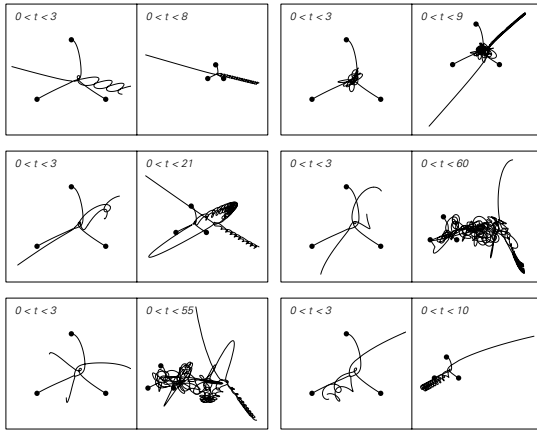 0 < t < 3
0 < t < 8
0 < t < 3
0 < t < 9
0 < t < 3
0 < t < 21
0 < t < 3
0 < t < 60
0 < t < 3
0 < t < 55
0 < t < 3
0 < t < 10